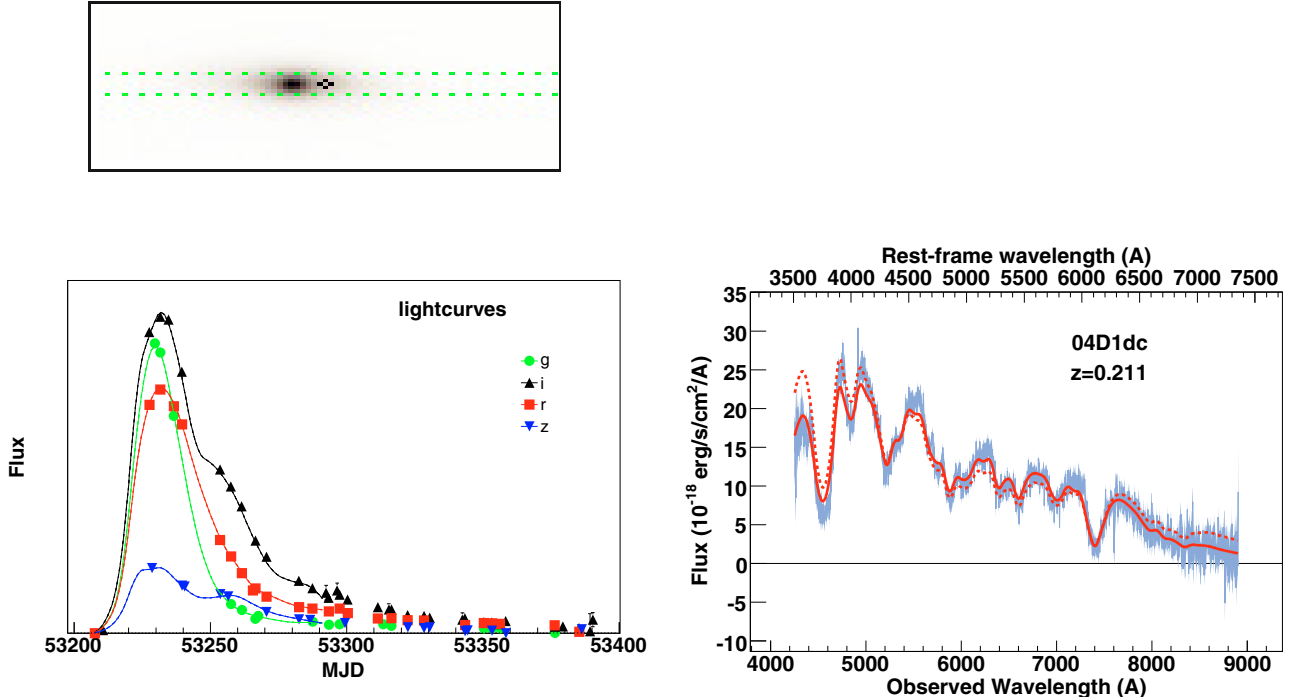 lightcurves
g
i
r
z
Flux
53200 53250 53300 53350 53400
MJD
Rest-frame wavelength (A)
3500 4000 4500 5000 5500 6000 6500 7000 7500
04D1dc
z=0.211
Flux (10⁻¹⁸ erg/s/cm²/A)
35
30
25
20
15
10
5
0
-5
-10
4000 5000 6000 7000 8000 9000
Observed Wavelength (A)